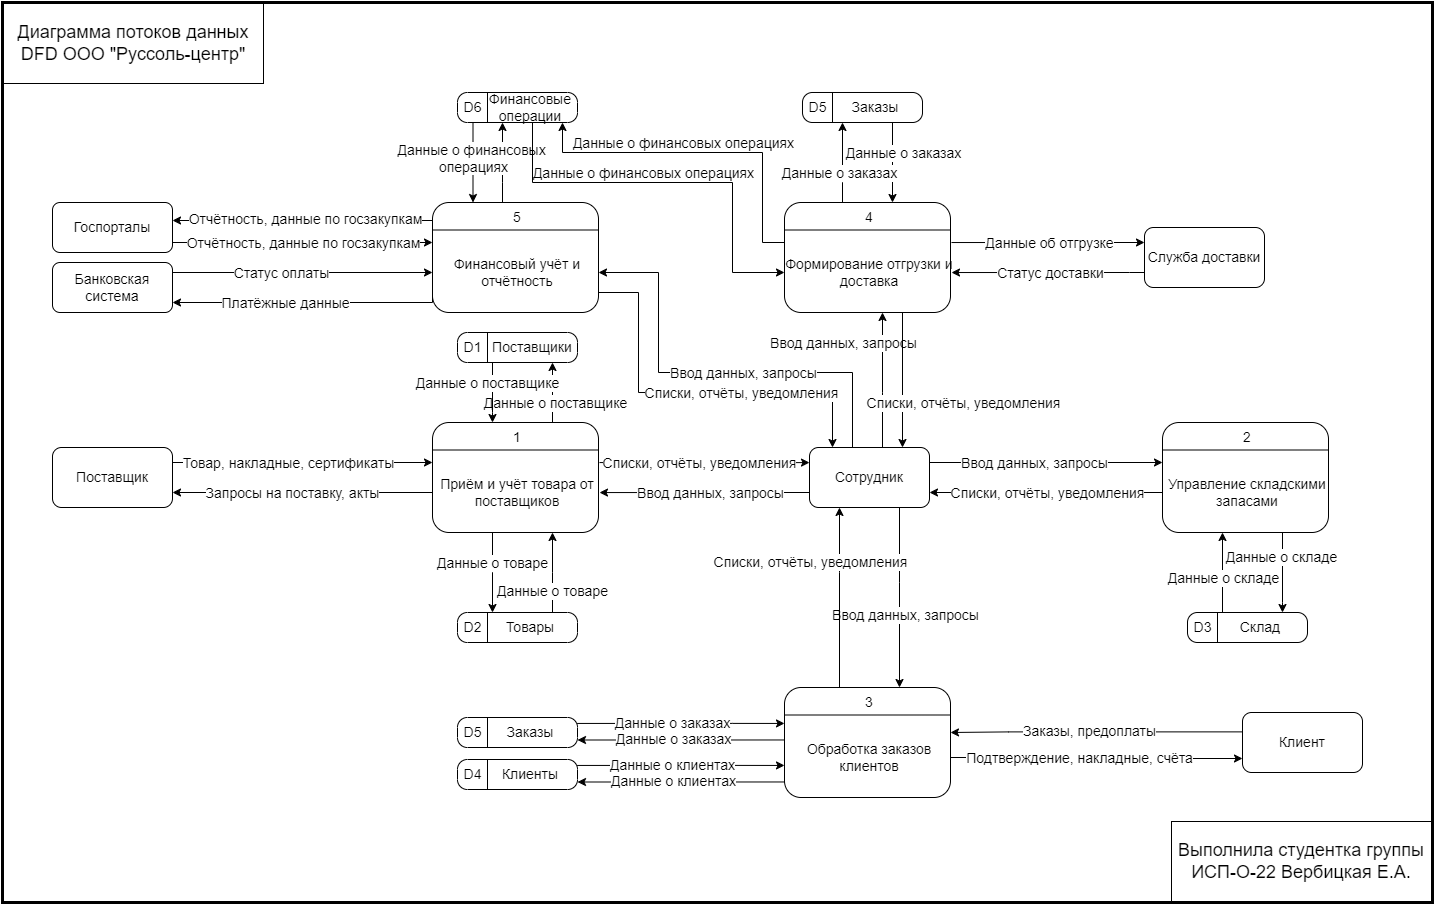 Диаграмма потоков данных
DFD ООО "Руссоль-центр"
D6
Финансовые
операции
D5
Заказы
Данные о финансовых
операциях
Данные о финансовых операциях
Данные о финансовых операциях
Данные о заказах
Данные о заказах
Госпорталы
Отчётность, данные по госзакупкам
Отчётность, данные по госзакупкам
Банковская
система
Статус оплаты
Платёжные данные
5
Финансовый учёт и
отчётность
4
Формирование отгрузки и
доставка
Данные об отгрузке
Статус доставки
Служба доставки
D1
Поставщики
Данные о поставщике
Данные о поставщике
Ввод данных, запросы
Ввод данных, запросы
Списки, отчёты, уведомления
Списки, отчёты, уведомления
Поставщик
Товар, накладные, сертификаты
Запросы на поставку, акты
1
Приём и учёт товара от
поставщиков
Списки, отчёты, уведомления
Ввод данных, запросы
Сотрудник
Ввод данных, запросы
Списки, отчёты, уведомления
2
Управление складскими
запасами
Данные о товаре
Данные о товаре
D2
Товары
Списки, отчёты, уведомления
Ввод данных, запросы
Данные о складе
Данные о складе
D3
Склад
D5
Заказы
Данные о заказах
Данные о заказах
D4
Клиенты
Данные о клиентах
Данные о клиентах
3
Обработка заказов
клиентов
Заказы, предоплаты
Подтверждение, накладные, счёта
Клиент
Выполнила студентка группы
ИСП-О-22 Вербицкая Е.А.